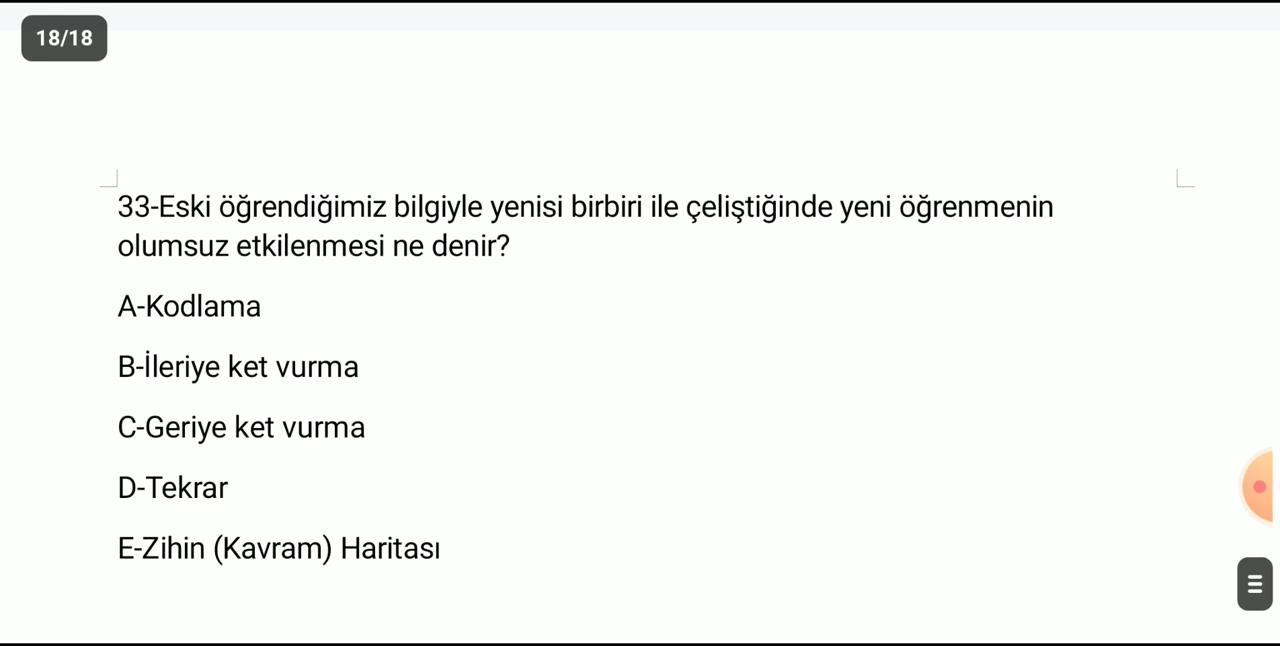 18/18
33-Eski öğrendiğimiz bilgiyle yenisi birbiri ile çeliştiğinde yeni öğrenmenin
olumsuz etkilenmesi ne denir?
A-Kodlama
B-İleriye ket vurma
C-Geriye ket vurma
D-Tekrar
E-Zihin (Kavram) Haritası